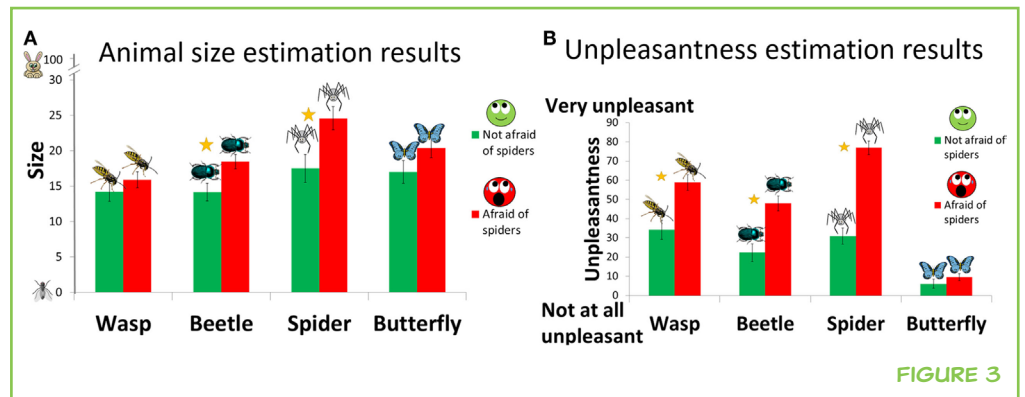 A
Animal size estimation results
100
30
25
20
15
10
5
0
Size
Wasp
Beetle
Spider
Butterfly
Not afraid
of spiders
Afraid of
spiders
B
Unpleasantness estimation results
Very unpleasant
90
80
70
60
50
40
30
20
10
0
Unpleasantness
Not at all
unpleasant
Wasp
Beetle
Spider
Butterfly
Not afraid of
spiders
Afraid of
spiders
FIGURE 3